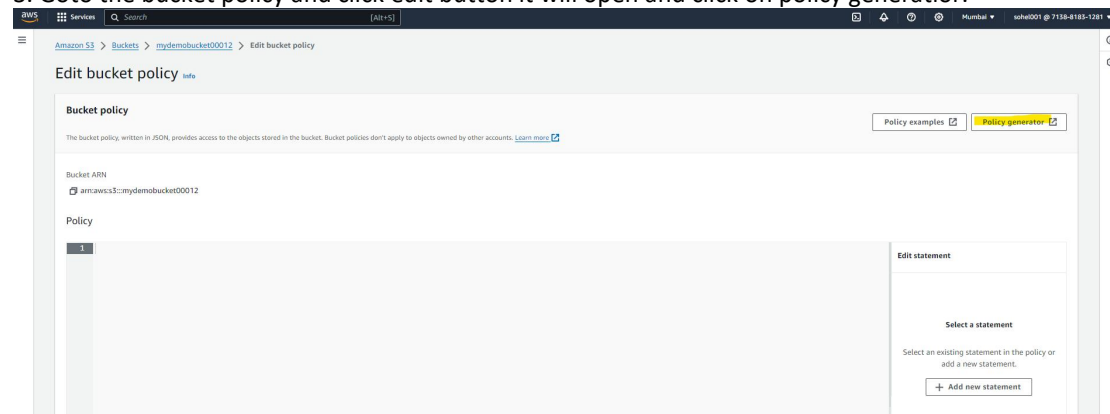 Goto the bucket policy and click edit button it will open and click on policy generation.
aws Services Search [Alt+S] Mumbai sohel001 @ 7138-8183-1281
Amazon S3 > Buckets > mydemobucket00012 > Edit bucket policy
Edit bucket policy Info
Bucket policy
Policy examples Policy generator
The bucket policy, written in JSON, provides access to the objects stored in the bucket. Bucket policies don't apply to objects owned by other accounts. Learn more
Bucket ARN
arn:aws:s3:::mydemobucket00012
Policy
1
Edit statement
Select a statement
Select an existing statement in the policy or
add a new statement.
+ Add new statement